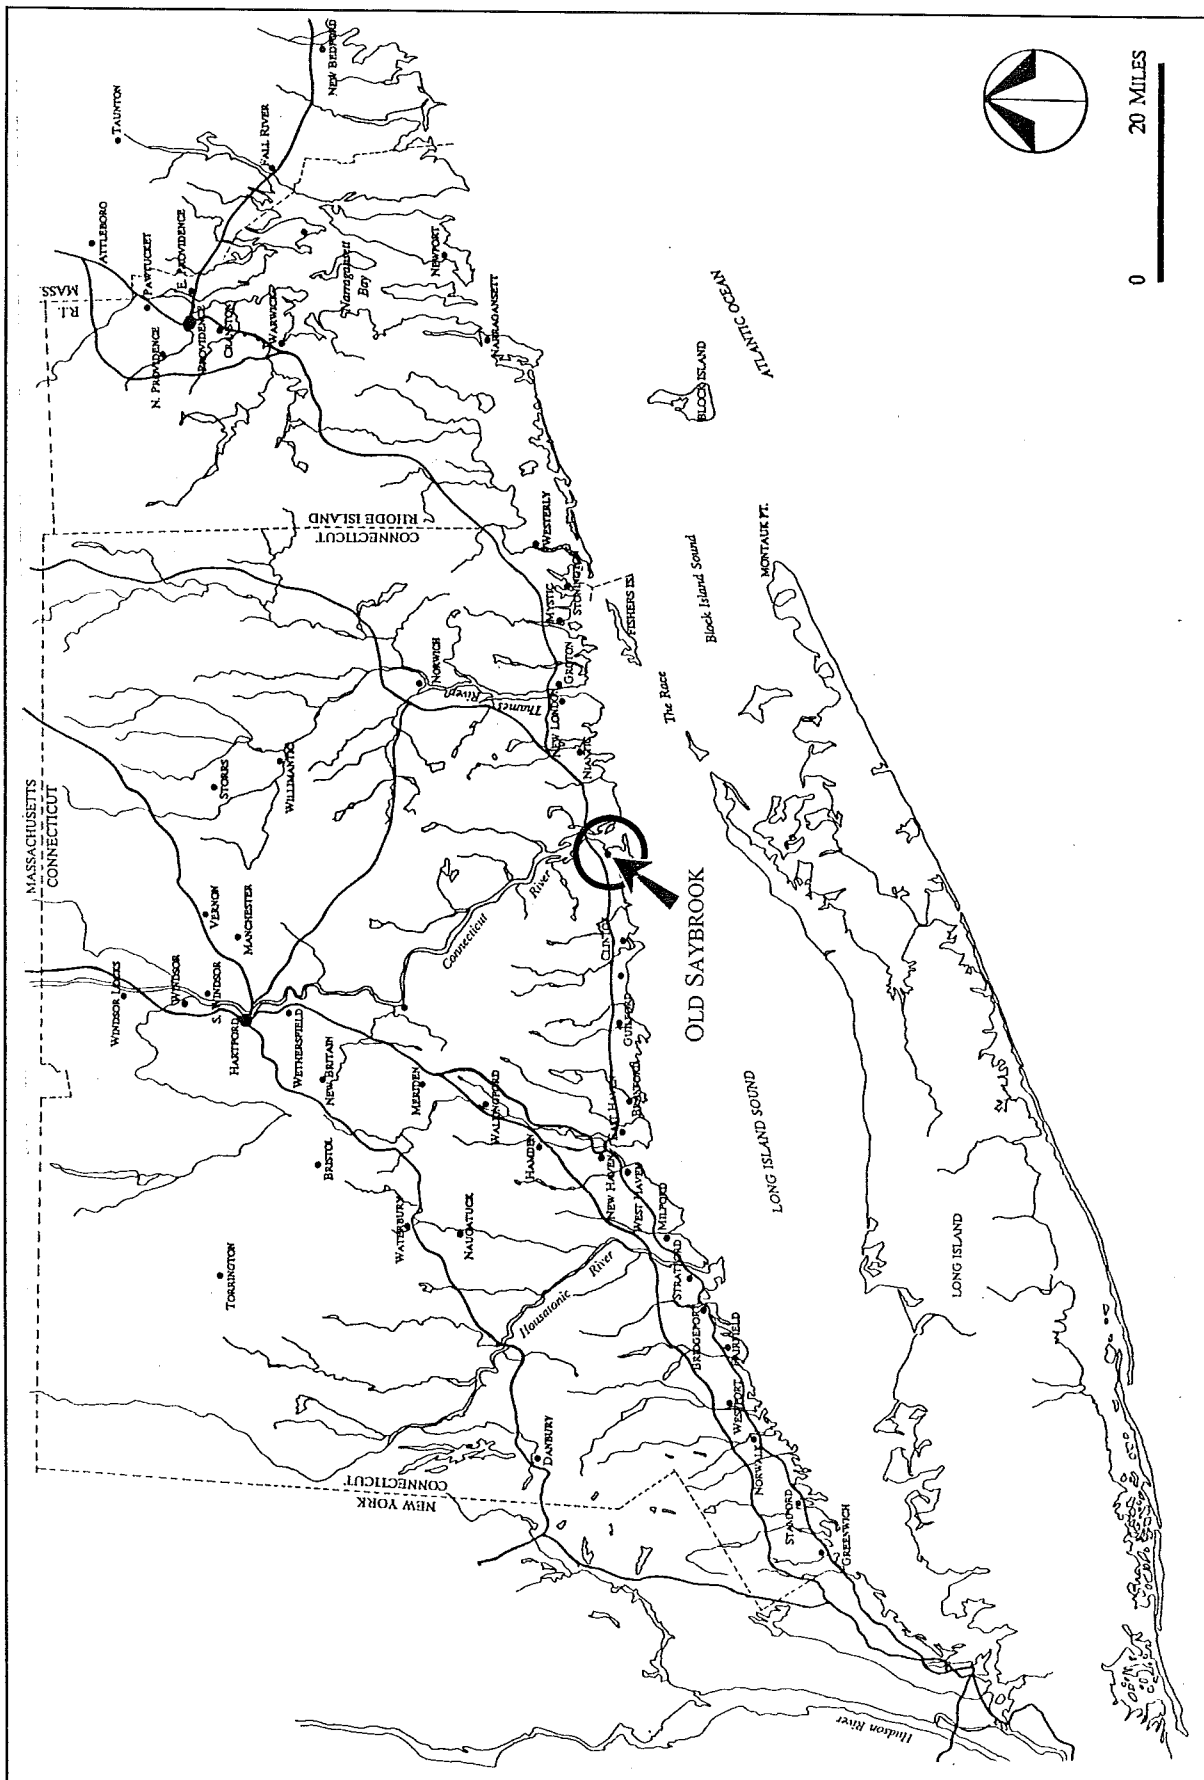 MASSACHUSETTS
CONNECTICUT
MASS.
R.I.
CONNECTICUT
RHODE ISLAND
NEW YORK
CONNECTICUT
TAUNTON
NEW BEDFORD
FALL RIVER
ATTLEBORO
PAWTUCKET
E. PROVIDENCE
N. PROVIDENCE
PROVIDENCE
CRANSTON
WARWICK
Narragansett
Bay
NEWPORT
NARRAGANSETT
BLOCK ISLAND
ATLANTIC OCEAN
WESTERLY
STONINGTON
MYSTIC
FISHERS ISL
Block Island Sound
MONTAUK PT.
NORWICH
Thames
River
GROTON
NEW LONDON
NIANTIC
The Race
STORRS
WILLIMANTIC
VERNON
MANCHESTER
WINDSOR LOCKS
WINDSOR
S. WINDSOR
HARTFORD
WETHERSFIELD
NEW BRITAIN
BRISTOL
MERIDEN
WALLINGFORD
HAMDEN
Connecticut
River
OLD SAYBROOK
CLINTON
GUILFORD
BRANFORD
EAST HAVEN
NEW HAVEN
WEST HAVEN
MILFORD
STRATFORD
BRIDGEPORT
FAIRFIELD
WESTPORT
NORWALK
STAMFORD
GREENWICH
TORRINGTON
WATERBURY
NAUGATUCK
Housatonic
River
DANBURY
LONG ISLAND SOUND
LONG ISLAND
Hudson River
0
20 MILES